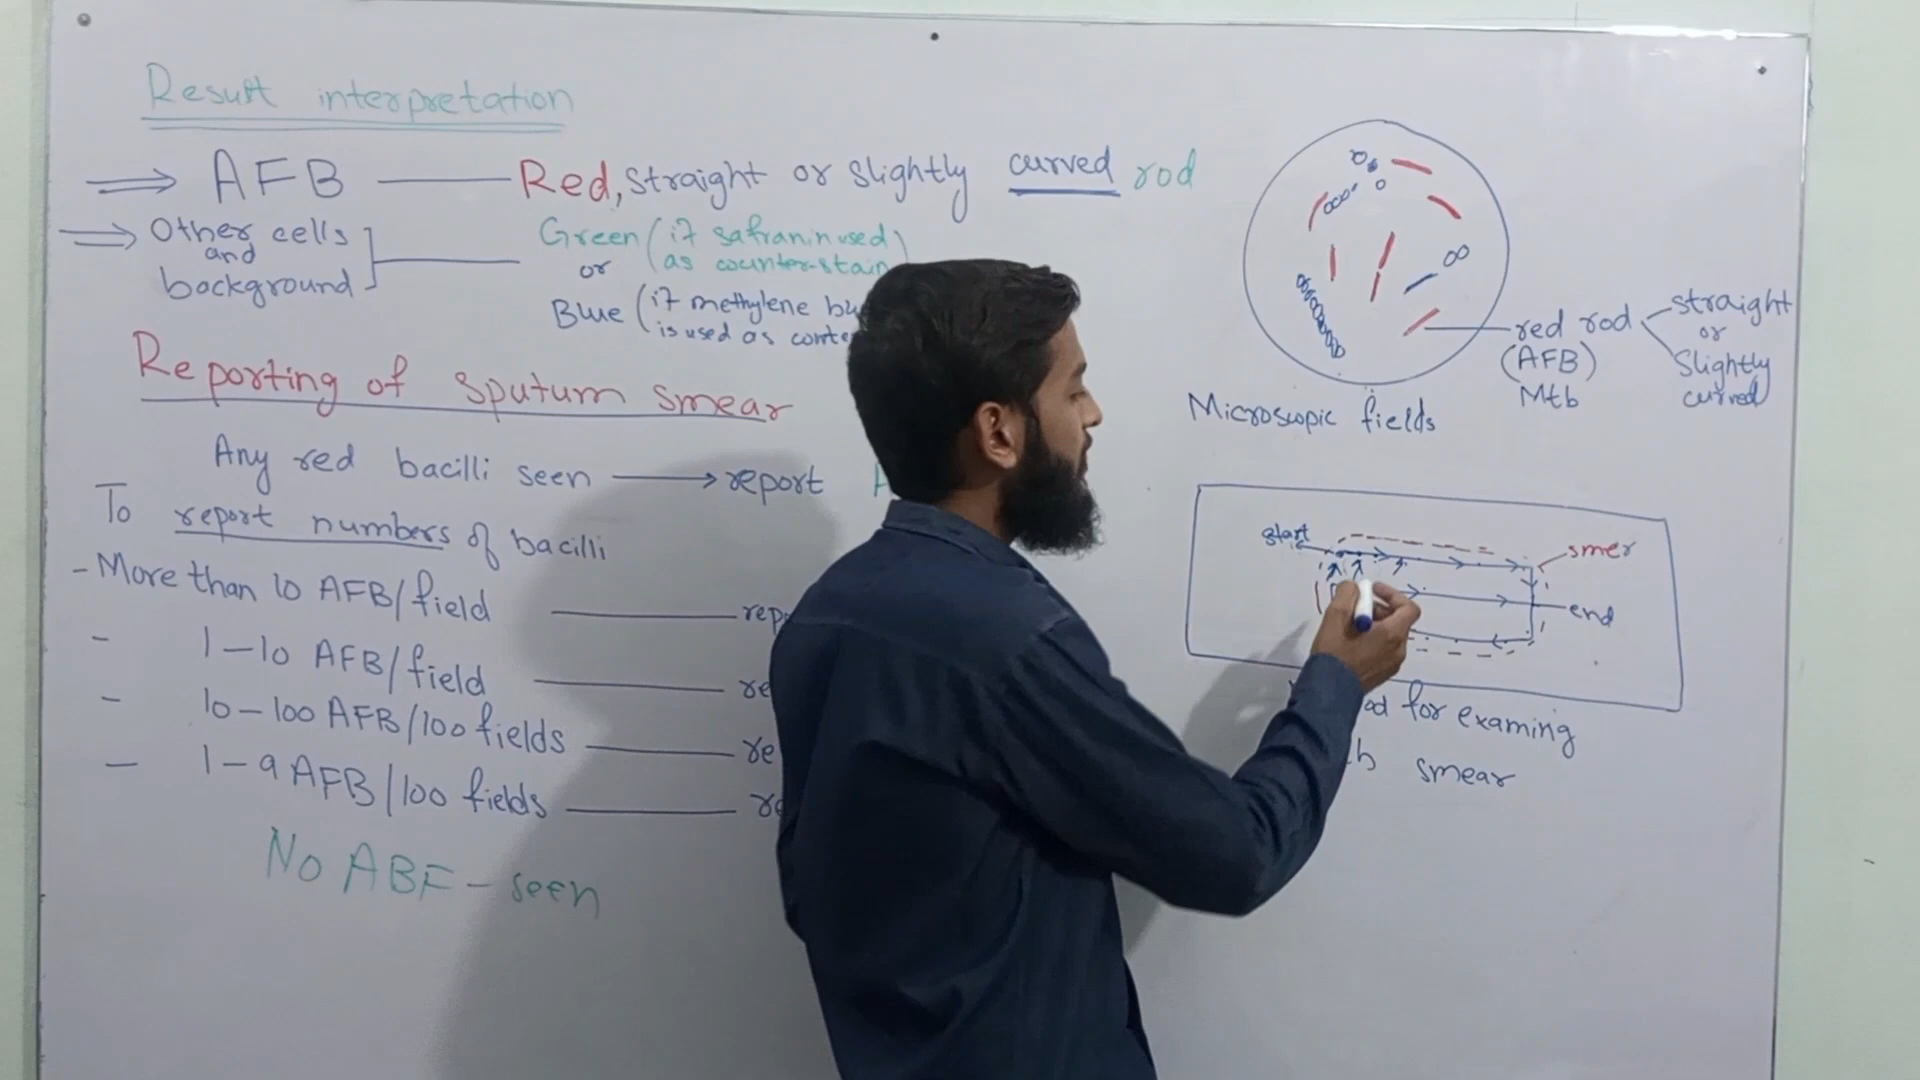 Result interpretation
AFB Red, straight or slightly curved rod
Other cells
and
background
Green (if safranin used
as counter-stain
or
Blue (if methylene
is used as
Reporting of sputum smear
Any red bacilli seen report
To report numbers of bacilli
- More than 10 AFB/field
- 1-10 AFB/field
- 10-100 AFB/100 fields
- 1-9 AFB/100 fields
No ABF - seen
red rod
(AFB)
Mtb
straight
or
Slightly
curved
Microscopic fields
start
smer
end
for examing
smear